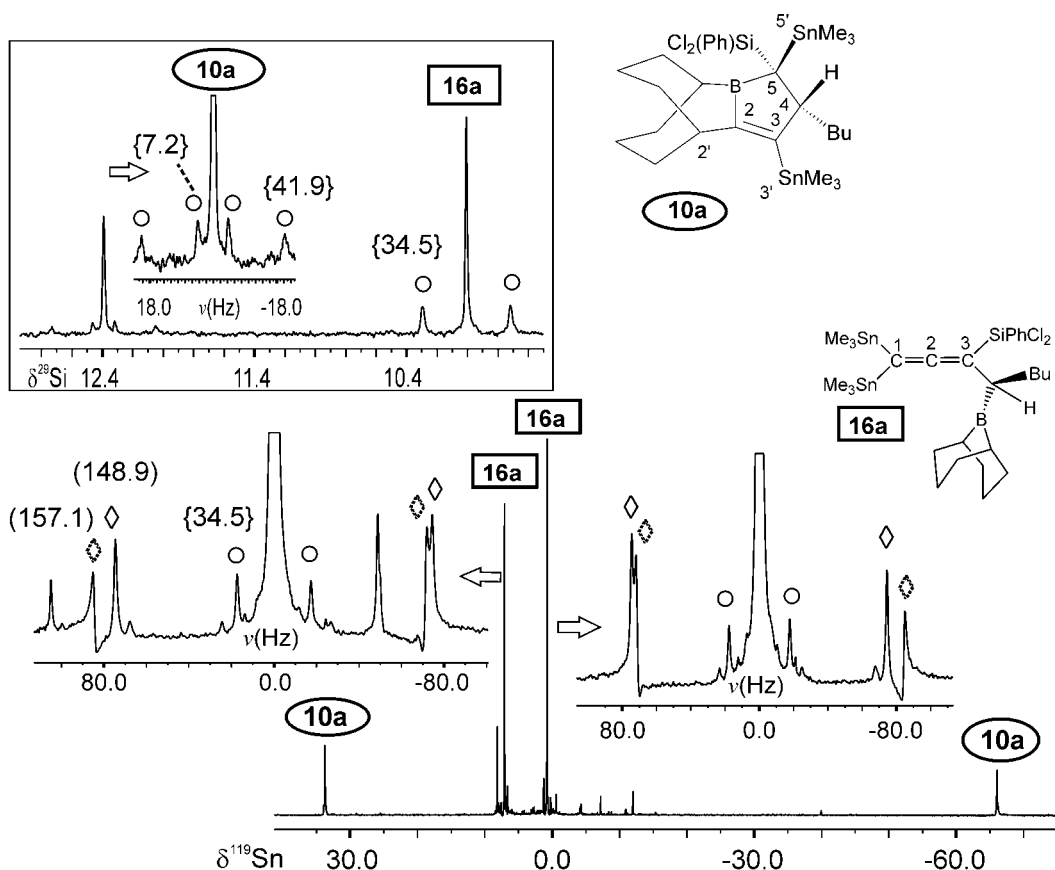 10a
16a
{7.2}
{41.9}
{34.5}
18.0 ν(Hz) -18.0
δ29Si 12.4 11.4 10.4
5'
Cl2(Ph)Si SnMe3
H
B 5
4
2 3
Bu
2'
3' SnMe3
10a
Me3Sn 1 2 3 SiPhCl2
C C C
Me3Sn Bu
H
B
16a
16a
16a
(148.9)
(157.1)
{34.5}
ν(Hz)
80.0 0.0 -80.0
ν(Hz)
80.0 0.0 -80.0
10a
10a
δ119Sn 30.0 0.0 -30.0 -60.0